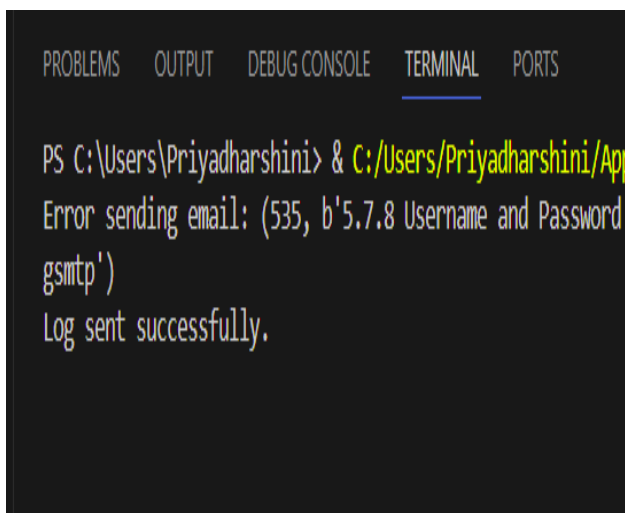 PROBLEMS OUTPUT DEBUG CONSOLE TERMINAL PORTS
PS C:\Users\Priyadharshini> & C:/Users/Priyadharshini/App
Error sending email: (535, b'5.7.8 Username and Password
gsmtp')
Log sent successfully.